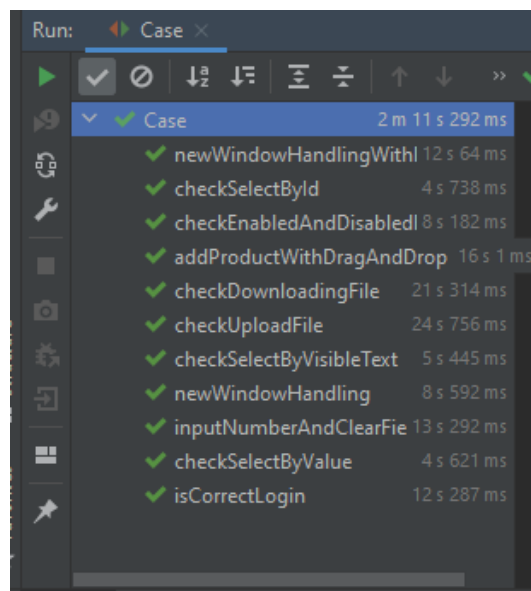 Run: Case
Case 2 m 11 s 292 ms
newWindowHandlingWithI 12 s 64 ms
checkSelectById 4 s 738 ms
checkEnabledAndDisabledI 8 s 182 ms
addProductWithDragAndDrop 16 s 1 ms
checkDownloadingFile 21 s 314 ms
checkUploadFile 24 s 756 ms
checkSelectByVisibleText 5 s 445 ms
newWindowHandling 8 s 592 ms
inputNumberAndClearFie 13 s 292 ms
checkSelectByValue 4 s 621 ms
isCorrectLogin 12 s 287 ms